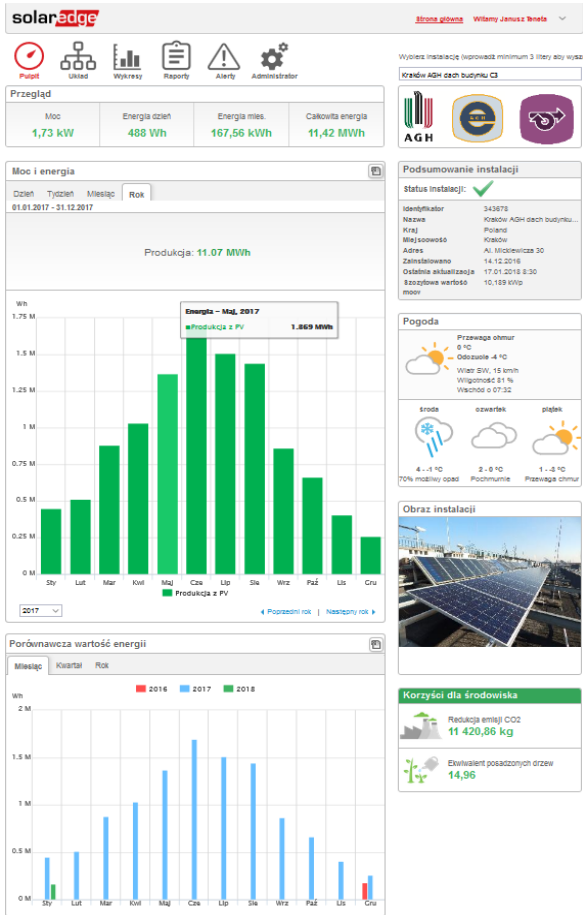 solaredge
Strona główna Witamy Janusz Teneta
Pulpit Układ Wykresy Raporty Alerty Administrator
Wybierz instalację (wprowadź minimum 3 litery aby wysz
Kraków AGH dach budynku C3
Przegląd
Moc Energia dzień Energia mies. Całkowita energia
1,73 kW 488 Wh 167,56 kWh 11,42 MWh
AGH
AGH
Moc i energia
Dzień Tydzień Miesiąc Rok
01.01.2017 - 31.12.2017
Produkcja: 11.07 MWh
Wh
Energia – Maj, 2017
Produkcja z PV 1.369 MWh
1.75 M
1.5 M
1.25 M
1 M
0.75 M
0.5 M
0.25 M
0 M
Sty Lut Mar Kwi Maj Cze Lip Sie Wrz Paź Lis Gru
Produkcja z PV
2017
Poprzedni rok | Następny rok
Podsumowanie instalacji
Status instalacji:
Identyfikator 343678
Nazwa Kraków AGH dach budynku...
Kraj Poland
Miejscowość Kraków
Adres Al. Mickiewicza 30
Zainstalowano 14.12.2016
Ostatnia aktualizacja 17.01.2018 8:30
Szczytowa wartość 10,189 kWp
mocy
Pogoda
Przewaga chmur
0 ºC
Odczucie -4 ºC
Wiatr SW, 15 km/h
Wilgotność 81 %
Wschód o 07:32
środa czwartek piątek
4 - -1 ºC 2 - 0 ºC 1 - -3 ºC
70% możliwy opad Pochmurnie Przewaga chmur
Obraz instalacji
Porównawcza wartość energii
Miesiąc Kwartał Rok
2016 2017 2018
Wh
2 M
1.5 M
1 M
0.5 M
0 M
Sty Lut Mar Kwi Maj Cze Lip Sie Wrz Paź Lis Gru
Korzyści dla środowiska
Redukcja emisji CO2
11 420,86 kg
Ekwiwalent posadzonych drzew
14,96